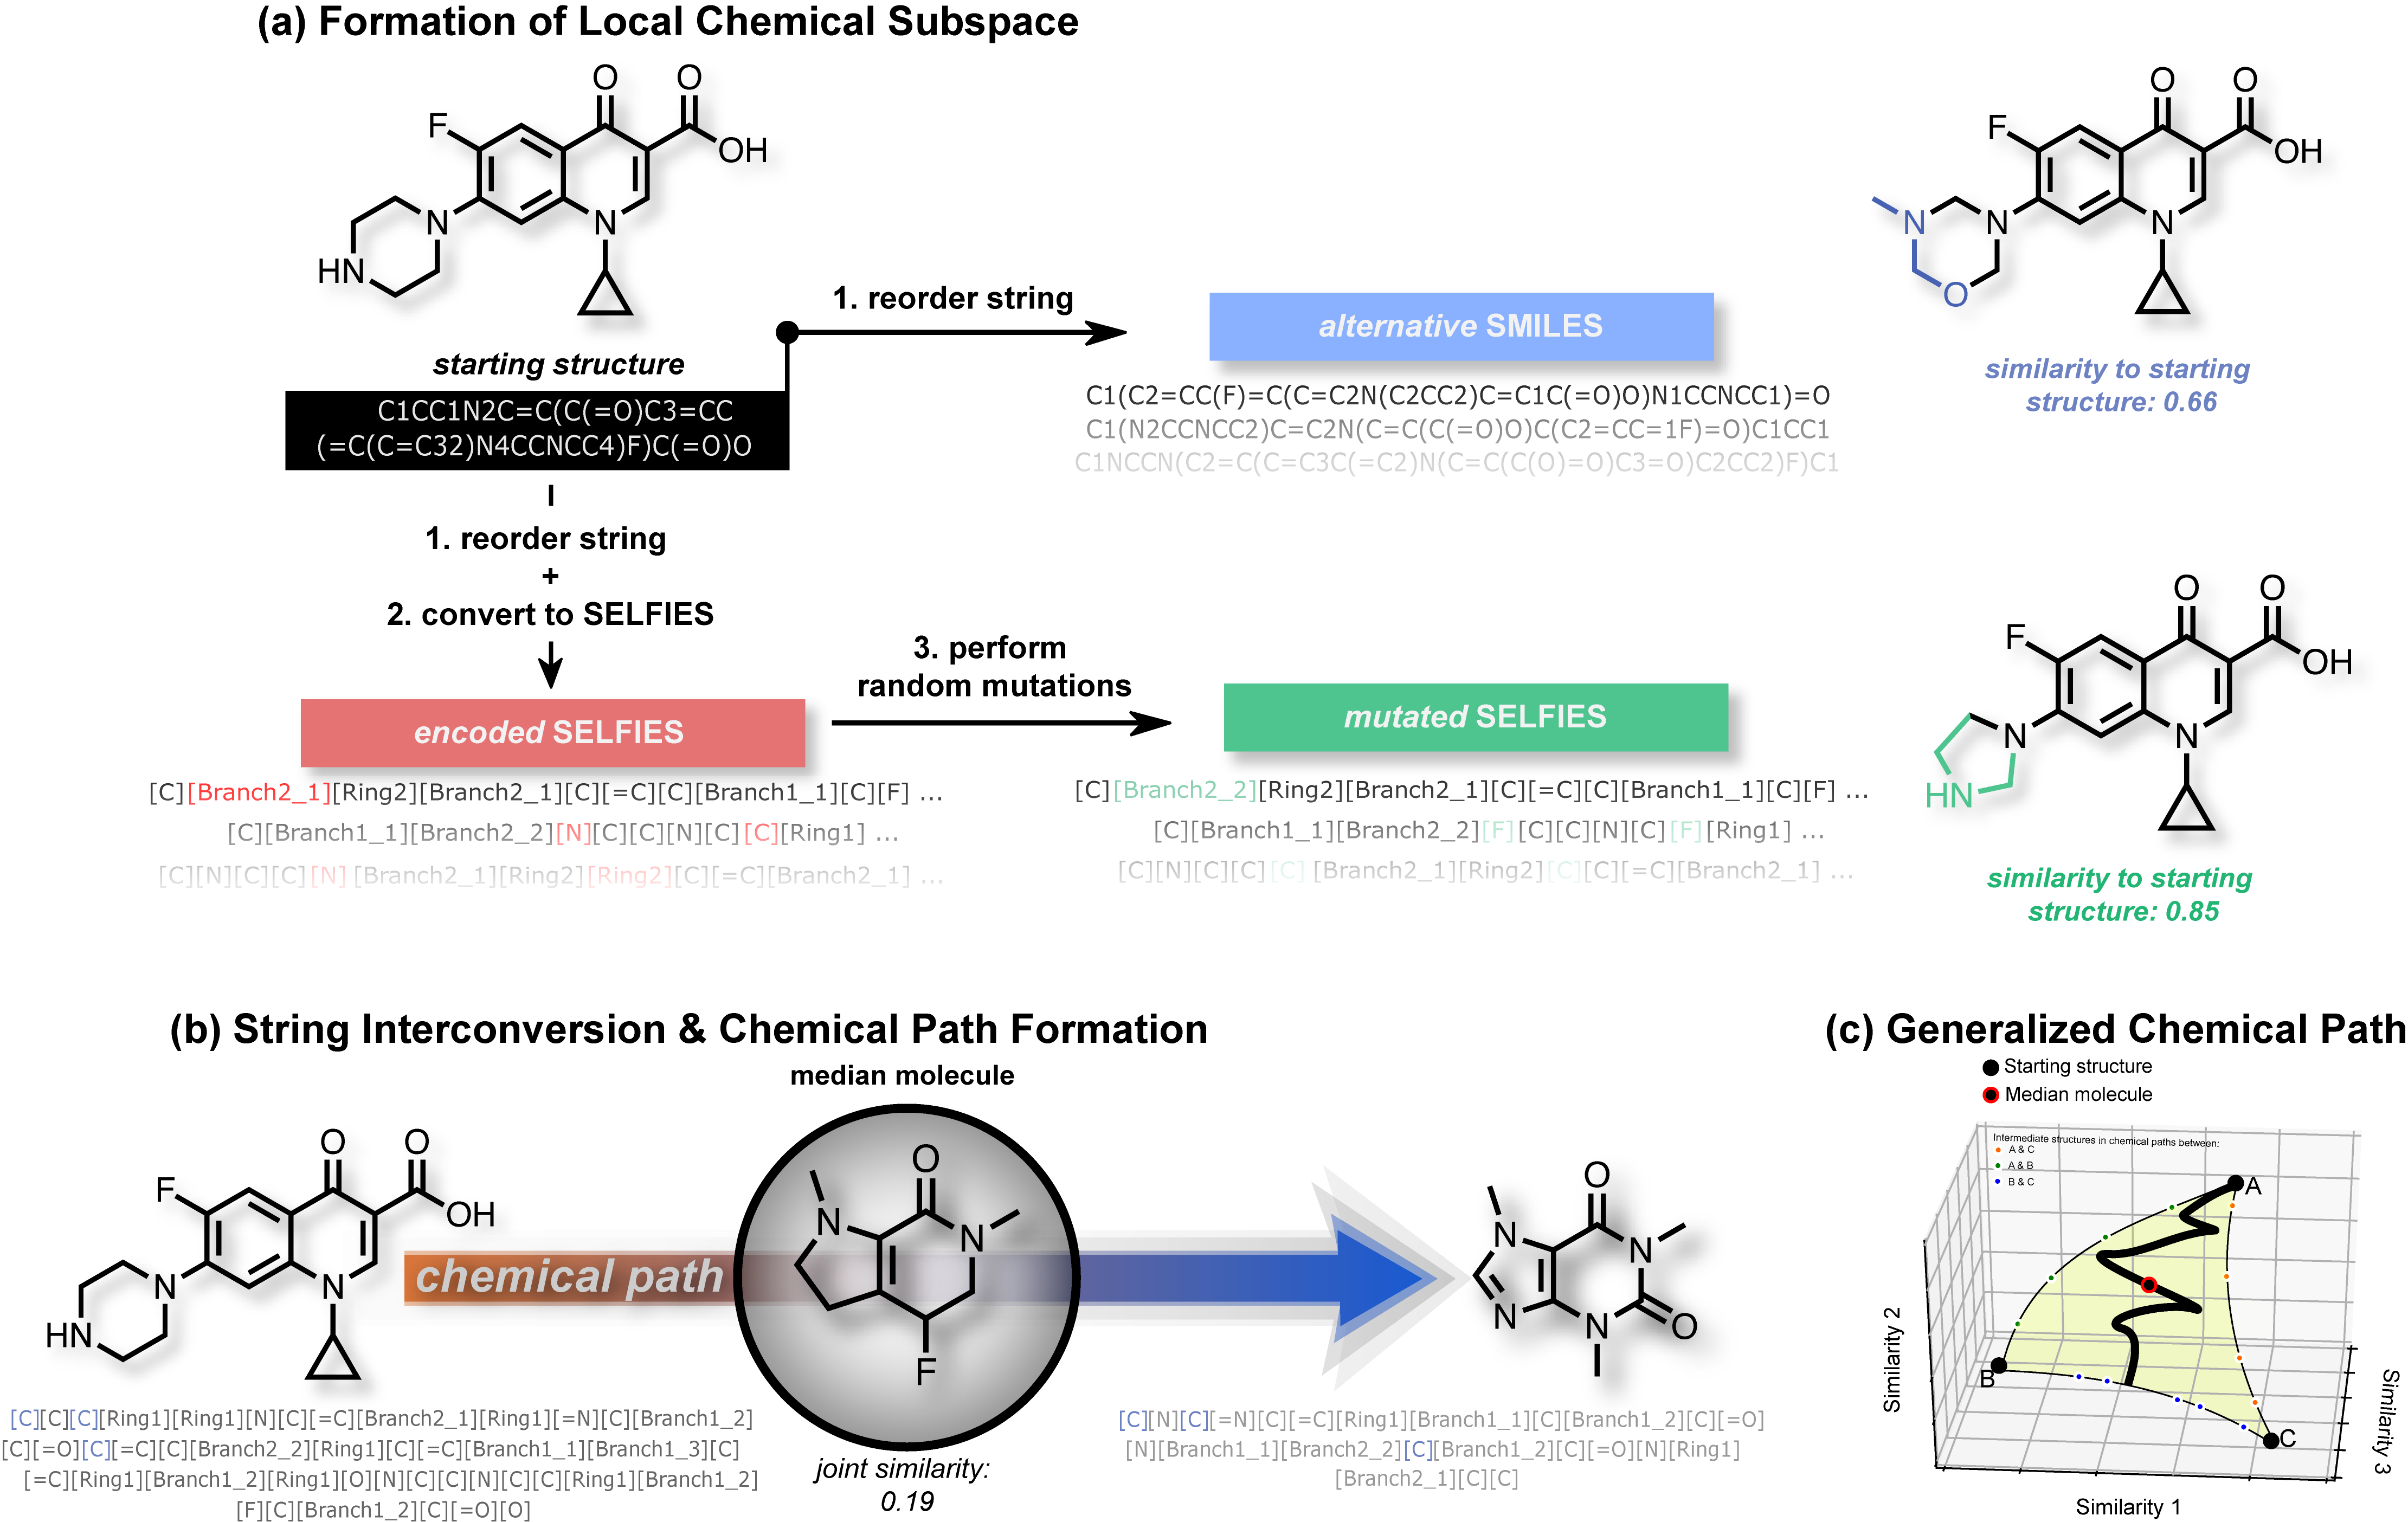 (a) Formation of Local Chemical Subspace
O
O
F
OH
N
N
HN
starting structure
C1CC1N2C=C(C(=O)C3=CC
(=C(C=C32)N4CCNCC4)F)C(=O)O
1. reorder string
alternative SMILES
C1(C2=CC(F)=C(C=C2N(C2CC2)C=C1C(=O)O)N1CCNCC1)=O
C1(N2CCNCC2)C=C2N(C=C(C(=O)O)C(C2=CC=1F)=O)C1CC1
C1NCCN(C2=C(C=C3C(=C2)N(C=C(C(O)=O)C3=O)C2CC2)F)C1
O
O
F
OH
N
N
N
O
similarity to starting
structure: 0.66
1. reorder string
+
2. convert to SELFIES
encoded SELFIES
[C][Branch2_1][Ring2][Branch2_1][C][=C][C][Branch1_1][C][F] ...
[C][Branch1_1][Branch2_2][N][C][C][N][C][C][Ring1] ...
[C][N][C][C][N][Branch2_1][Ring2][Ring2][C][=C][Branch2_1] ...
3. perform
random mutations
mutated SELFIES
[C][Branch2_2][Ring2][Branch2_1][C][=C][C][Branch1_1][C][F] ...
[C][Branch1_1][Branch2_2][F][C][C][N][C][F][Ring1] ...
[C][N][C][C][C][Branch2_1][Ring2][C][C][=C][Branch2_1] ...
O
O
F
OH
N
N
HN
similarity to starting
structure: 0.85
(b) String Interconversion & Chemical Path Formation
median molecule
O
O
F
OH
N
N
HN
chemical path
O
N
N
F
joint similarity:
0.19
O
N
N
N
N
O
[C][C][C][Ring1][Ring1][N][C][=C][Branch2_1][Ring1][=N][C][Branch1_2]
[C][=O][C][=C][C][Branch2_2][Ring1][C][=C][Branch1_1][Branch1_3][C]
[=C][Ring1][Branch1_2][Ring1][O][N][C][C][N][C][C][Ring1][Branch1_2]
[F][C][Branch1_2][C][=O][O]
[C][N][C][=N][C][=C][Ring1][Branch1_1][C][Branch1_2][C][=O]
[N][Branch1_1][Branch2_2][C][Branch1_2][C][=O][N][Ring1]
[Branch2_1][C][C]
(c) Generalized Chemical Path
Starting structure
Median molecule
Intermediate structures in chemical paths between:
A & C
A & B
B & C
A
B
C
Similarity 2
Similarity 1
Similarity 3